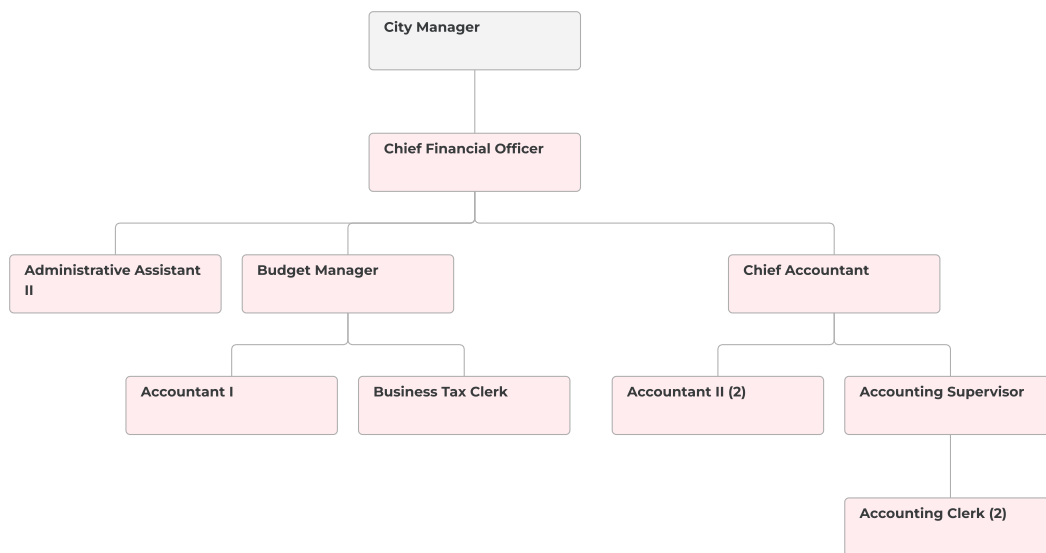 City Manager
Chief Financial Officer
Administrative Assistant
II
Budget Manager
Chief Accountant
Accountant I
Business Tax Clerk
Accountant II (2)
Accounting Supervisor
Accounting Clerk (2)